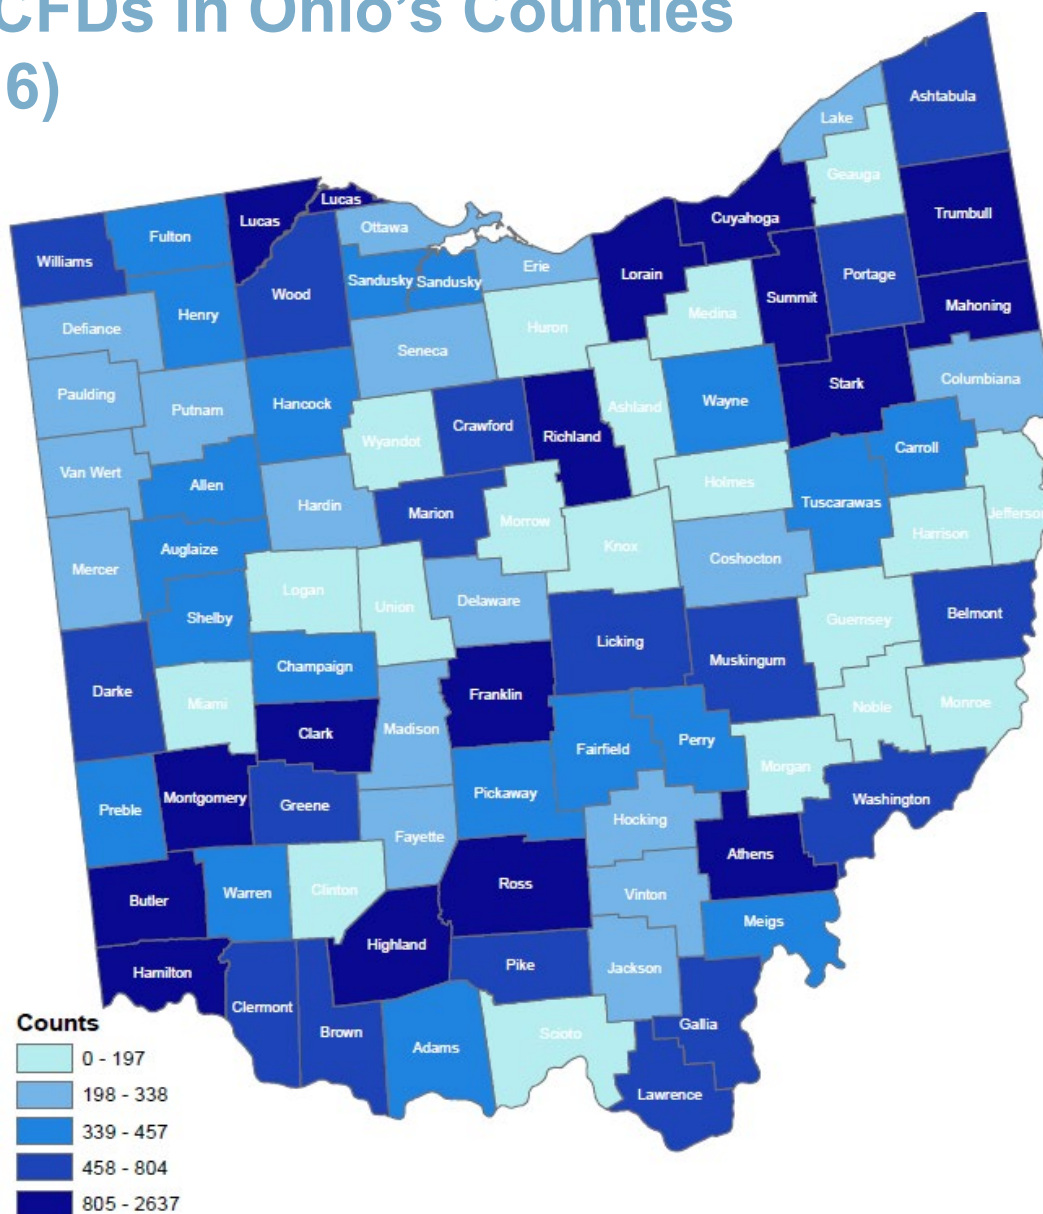 CFDs in Ohio's Counties
6)
Ashtabula
Lake
Geauga
Lucas
Lucas
Cuyahoga
Trumbull
Ottawa
Fulton
Williams
Erie
Lorain
Portage
Sandusky
Sandusky
Wood
Summit
Mahoning
Henry
Medina
Defiance
Huron
Seneca
Columbiana
Stark
Paulding
Putnam
Hancock
Wayne
Ashland
Crawford
Richland
Wyandot
Carroll
Van Wert
Allen
Holmes
Hardin
Tuscarawas
Marion
Morrow
Jefferson
Harrison
Auglaize
Knox
Coshocton
Mercer
Logan
Delaware
Union
Belmont
Shelby
Guernsey
Licking
Muskingum
Champaign
Darke
Franklin
Miami
Monroe
Noble
Madison
Clark
Perry
Fairfield
Morgan
Montgomery
Pickaway
Washington
Greene
Preble
Hocking
Fayette
Athens
Ross
Clinton
Warren
Vinton
Butler
Meigs
Highland
Pike
Jackson
Hamilton
Clermont
Gallia
Brown
Scioto
Adams
Lawrence
Counts
0 - 197
198 - 338
339 - 457
458 - 804
805 - 2637